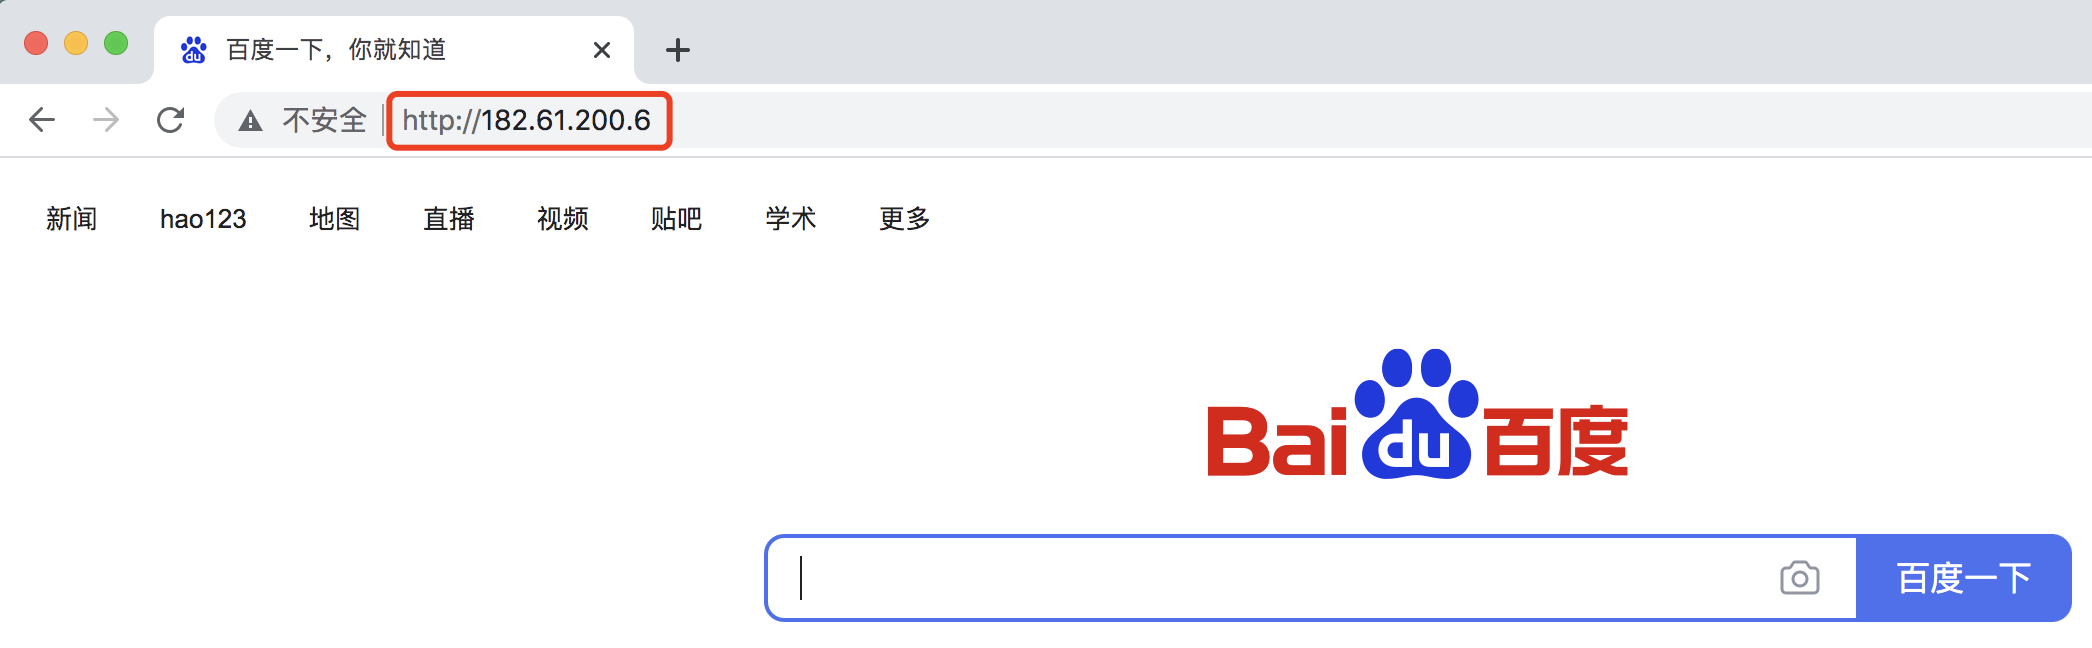 du 百度一下，你就知道
不安全 http://182.61.200.6
新闻 hao123 地图 直播 视频 贴吧 学术 更多
Bai du 百度
百度一下